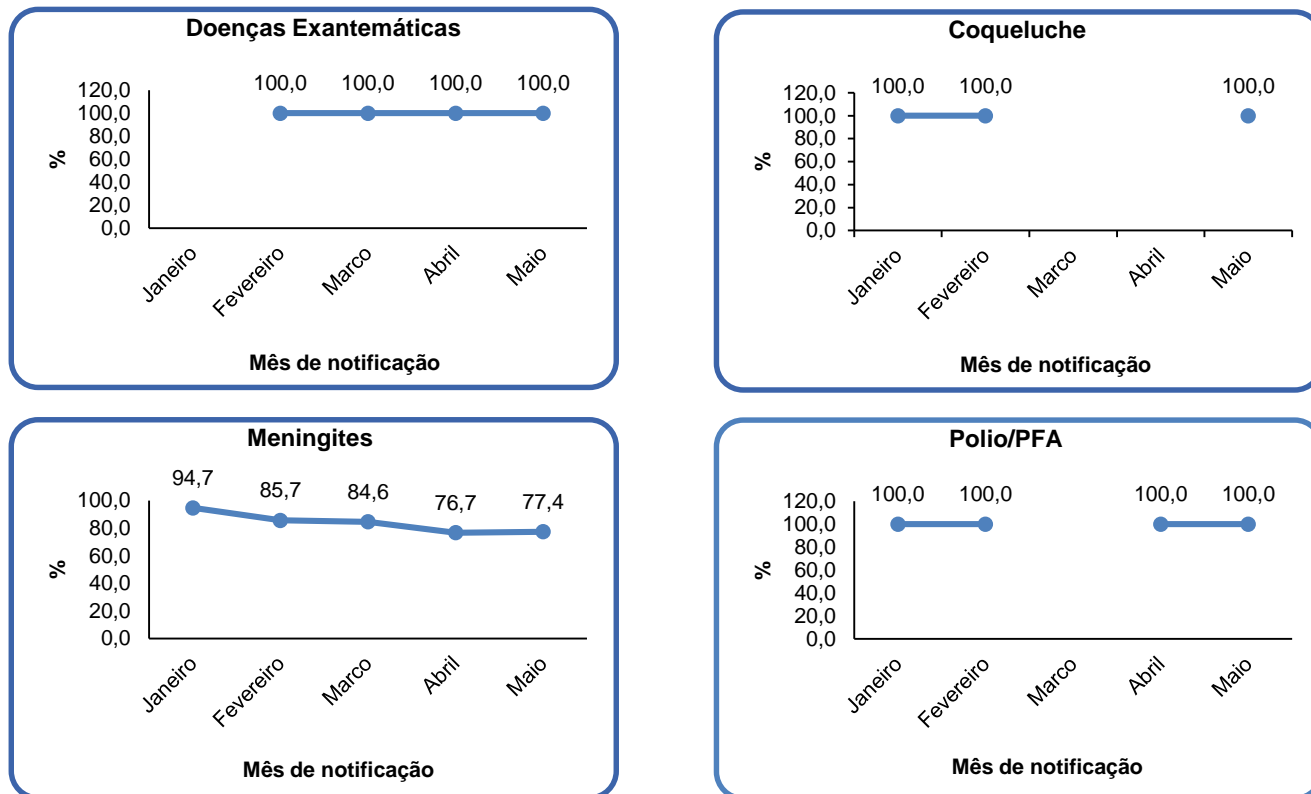 Doenças Exantemáticas
100,0 100,0 100,0 100,0
120,0
100,0
80,0
60,0
40,0
20,0
0,0
%
Janeiro
Fevereiro
Marco
Abril
Maio
Mês de notificação
Coqueluche
100,0 100,0 100,0
120,0
100,0
80,0
60,0
40,0
20,0
0,0
%
Janeiro
Fevereiro
Marco
Abril
Maio
Mês de notificação
Meningites
94,7 85,7 84,6 76,7 77,4
100,0
80,0
60,0
40,0
20,0
0,0
%
Janeiro
Fevereiro
Marco
Abril
Maio
Mês de notificação
Polio/PFA
100,0 100,0 100,0 100,0
120,0
100,0
80,0
60,0
40,0
20,0
0,0
%
Janeiro
Fevereiro
Marco
Abril
Maio
Mês de notificação